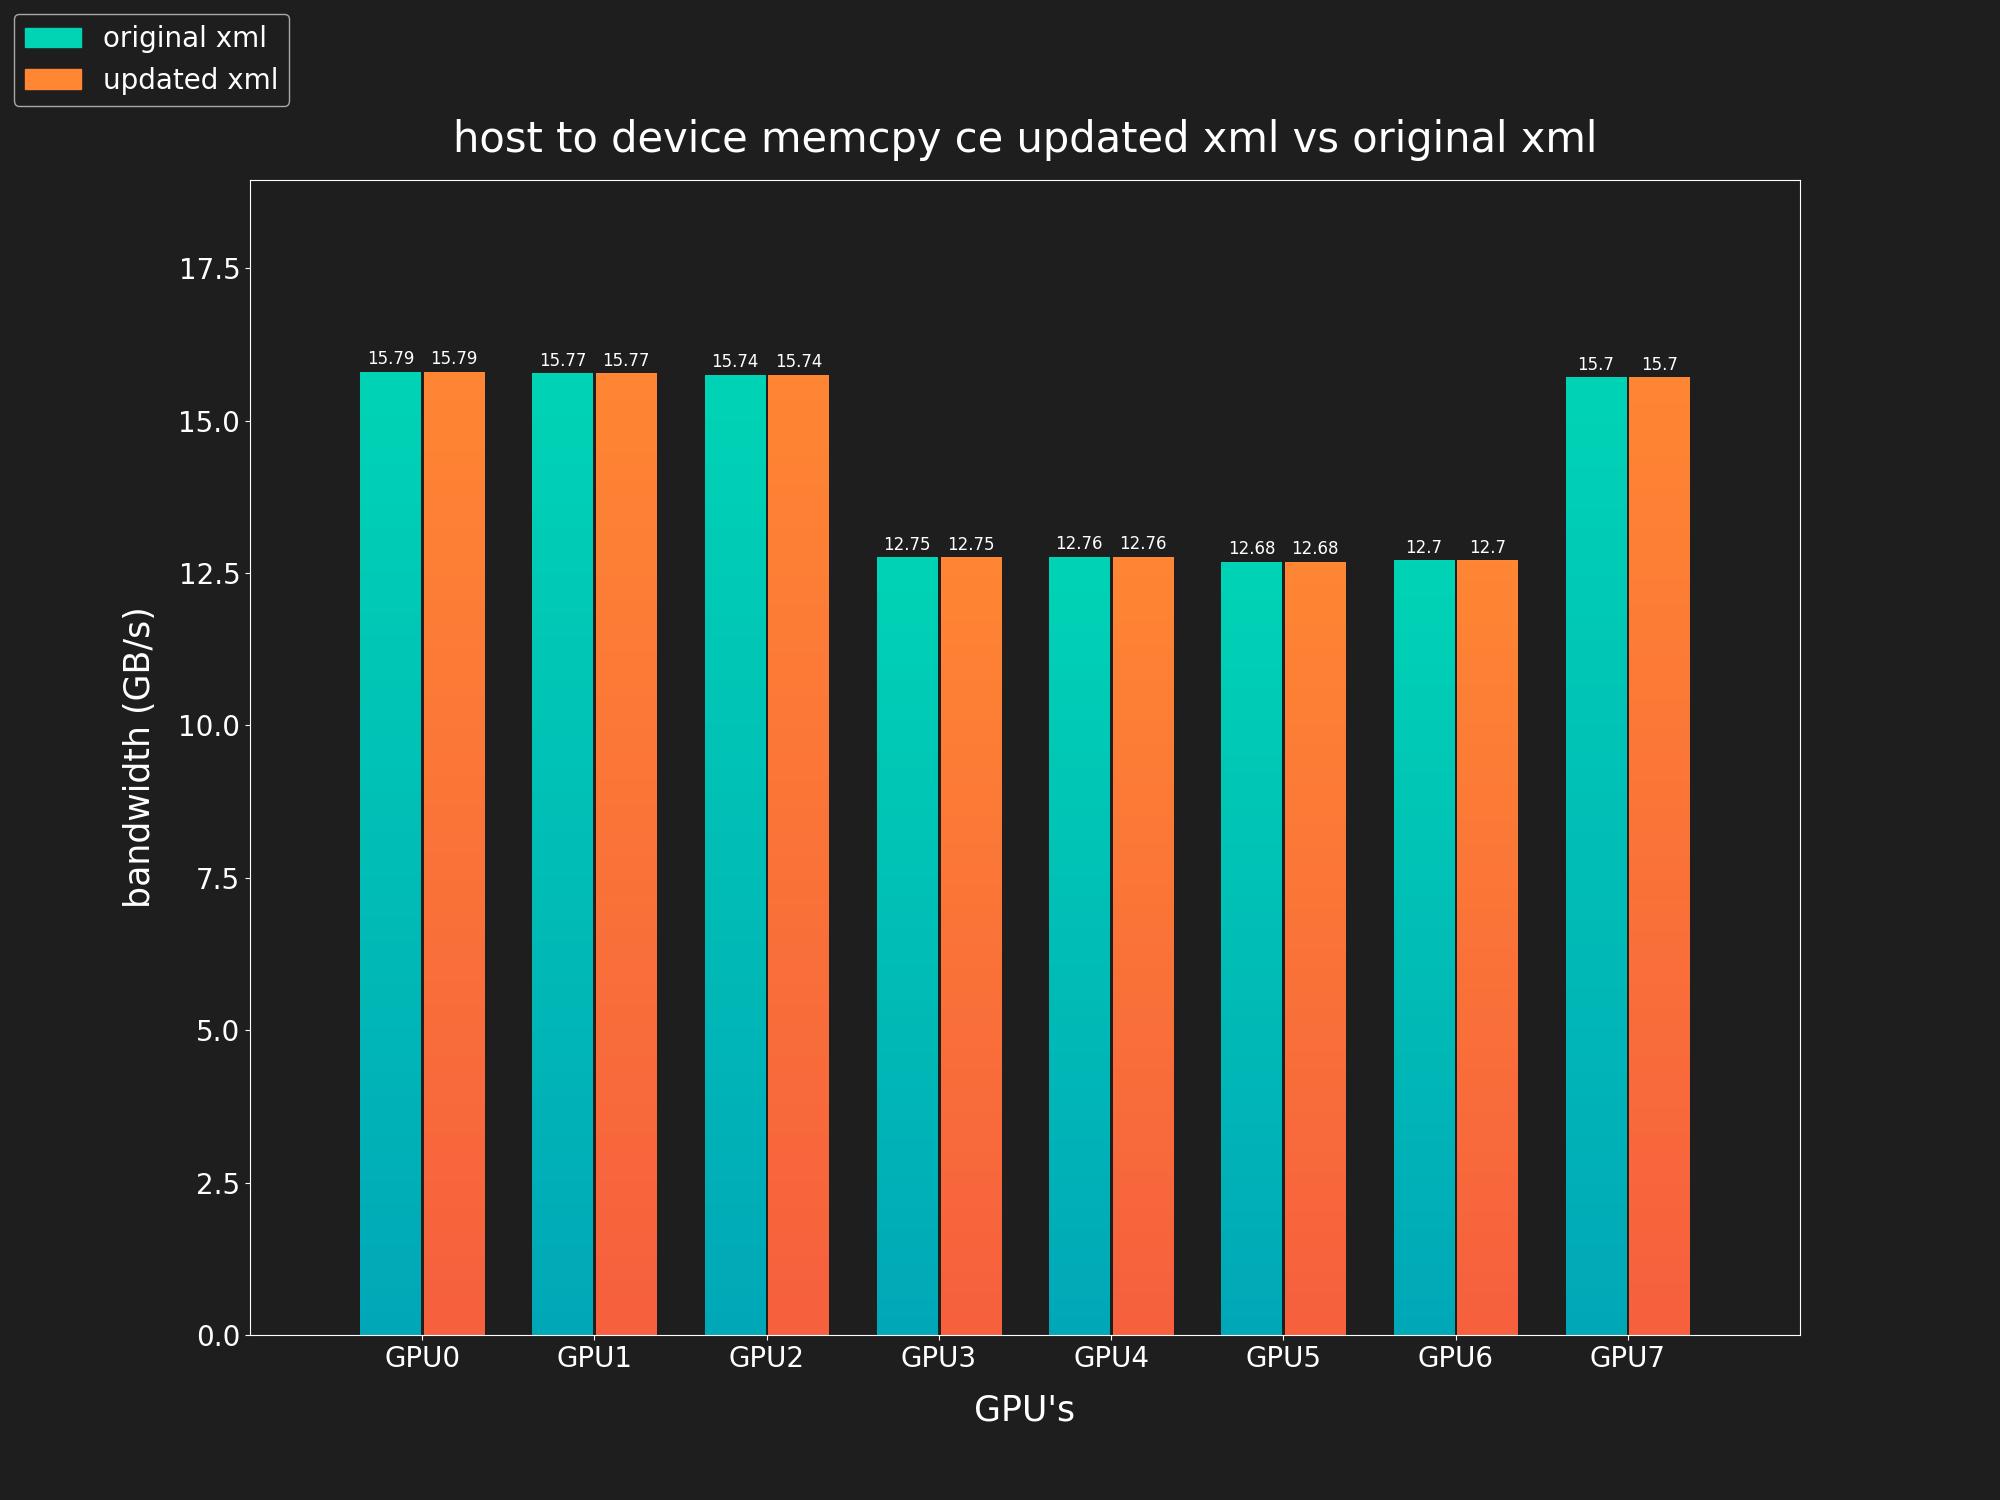 original xml
updated xml
host to device memcpy ce updated xml vs original xml
17.5
15.0
12.5
10.0
7.5
5.0
2.5
0.0
bandwidth (GB/s)
15.79 15.79 15.77 15.77 15.74 15.74 12.75 12.75 12.76 12.76 12.68 12.68 12.7 12.7 15.7 15.7
GPU0 GPU1 GPU2 GPU3 GPU4 GPU5 GPU6 GPU7
GPU's